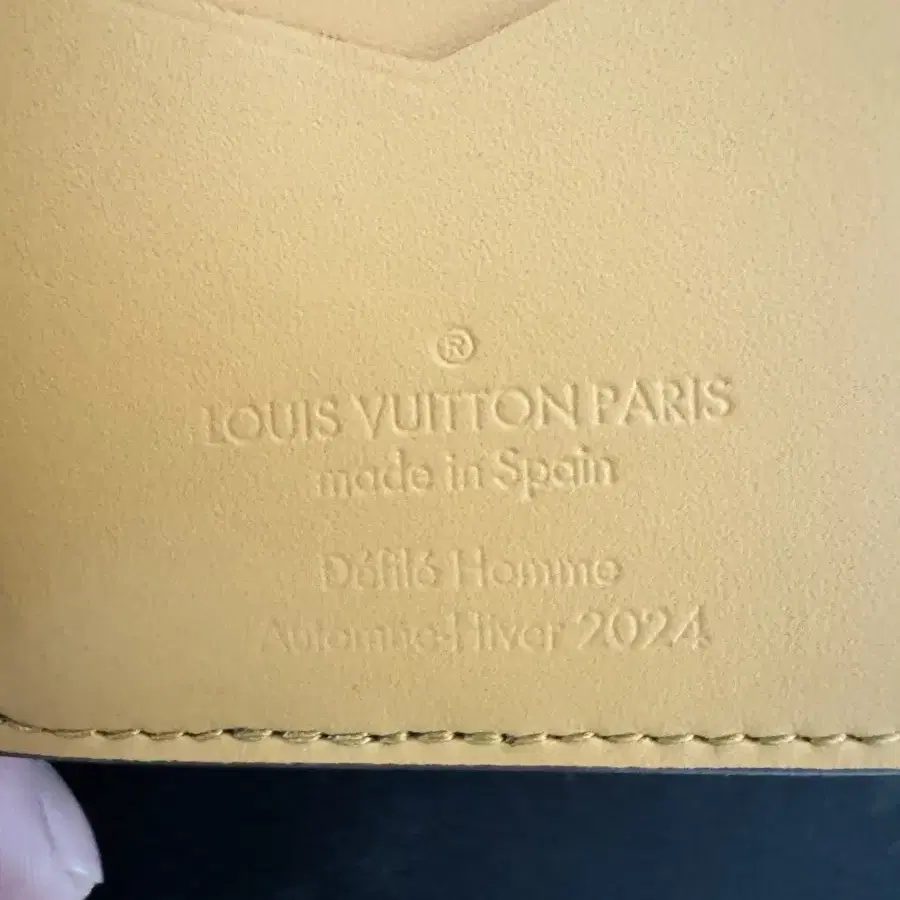 ®
LOUIS VUITTON PARIS
made in Spain
Défilé Homme
Automne-Hiver 2024